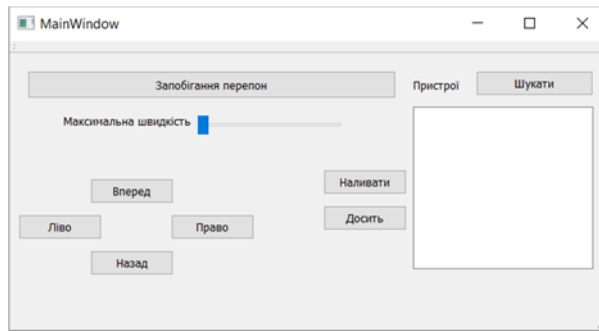 MainWindow
Запобігання перепон
Пристрої
Шукати
Максимальна швидкість
Вперед
Наливати
Ліво
Право
Досить
Назад